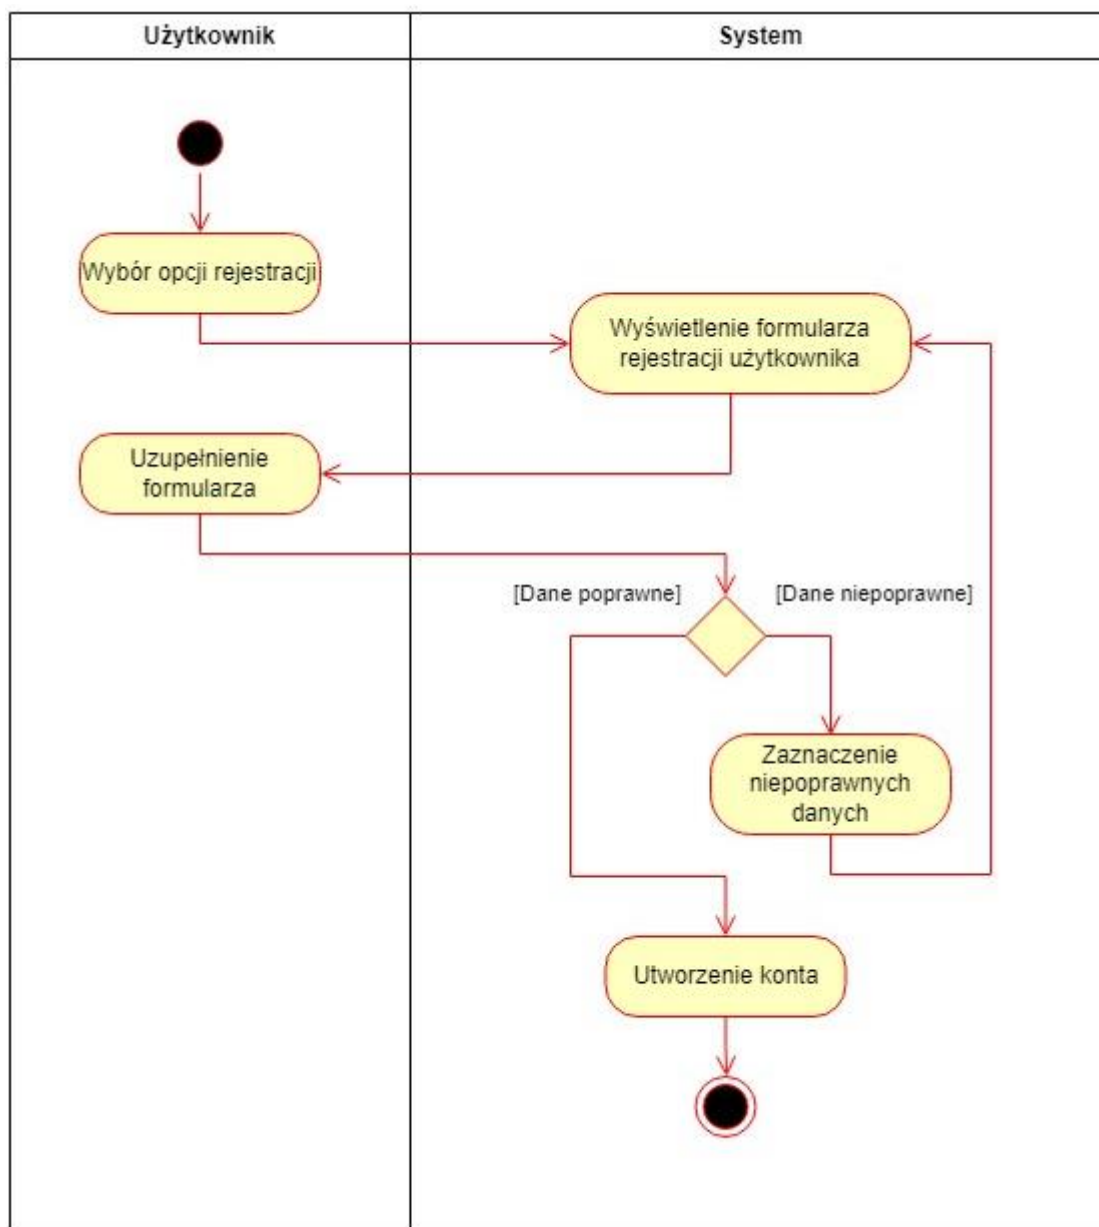 Użytkownik
System
Wybór opcji rejestracji
Wyświetlenie formularza
rejestracji użytkownika
Uzupełnienie
formularza
[Dane poprawne]
[Dane niepoprawne]
Zaznaczenie
niepoprawnych
danych
Utworzenie konta